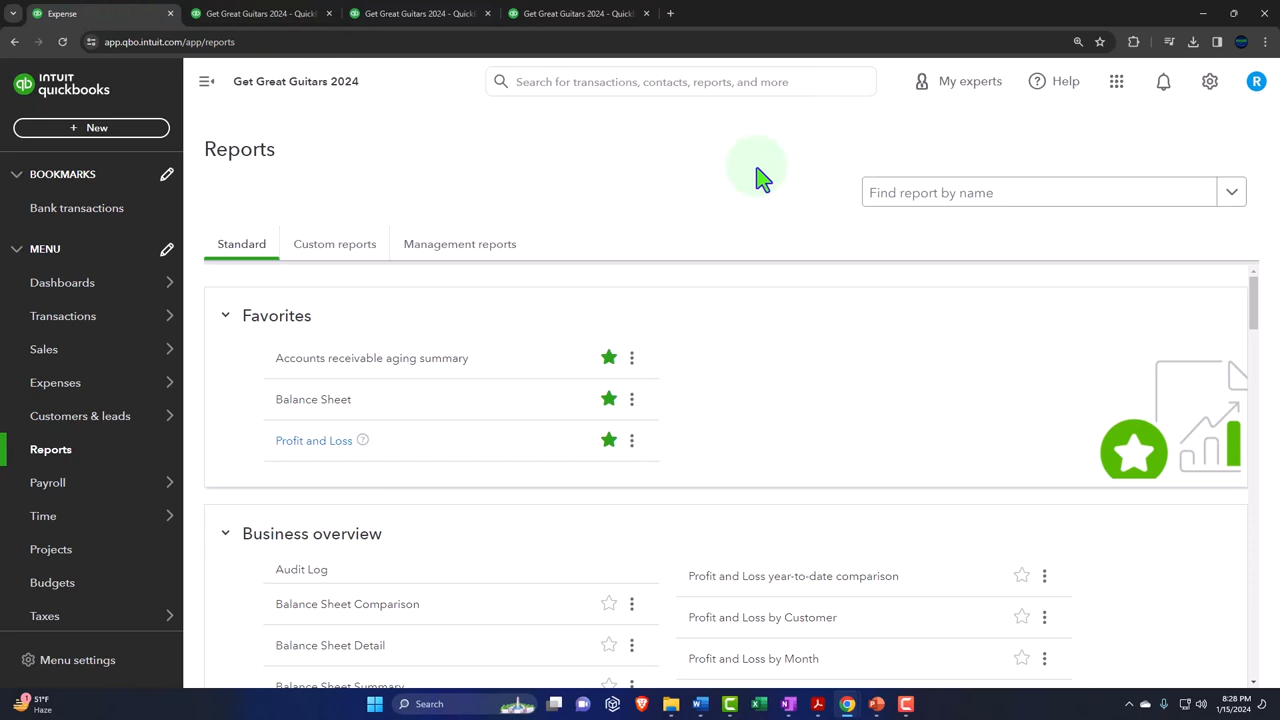 Expense
Get Great Guitars 2024 - Quick
Get Great Guitars 2024 - Quick
Get Great Guitars 2024 - Quick
app.qbo.intuit.com/app/reports
INTUIT
quickbooks
Get Great Guitars 2024
Search for transactions, contacts, reports, and more
My experts
Help
R
+ New
BOOKMARKS
Bank transactions
MENU
Dashboards
Transactions
Sales
Expenses
Customers & leads
Reports
Payroll
Time
Projects
Budgets
Taxes
Menu settings
Reports
Find report by name
Standard
Custom reports
Management reports
Favorites
Accounts receivable aging summary
Balance Sheet
Profit and Loss
Business overview
Audit Log
Balance Sheet Comparison
Balance Sheet Detail
Balance Sheet Summary
Profit and Loss year-to-date comparison
Profit and Loss by Customer
Profit and Loss by Month
51°F
Haze
Search
8:28 PM
1/15/2024